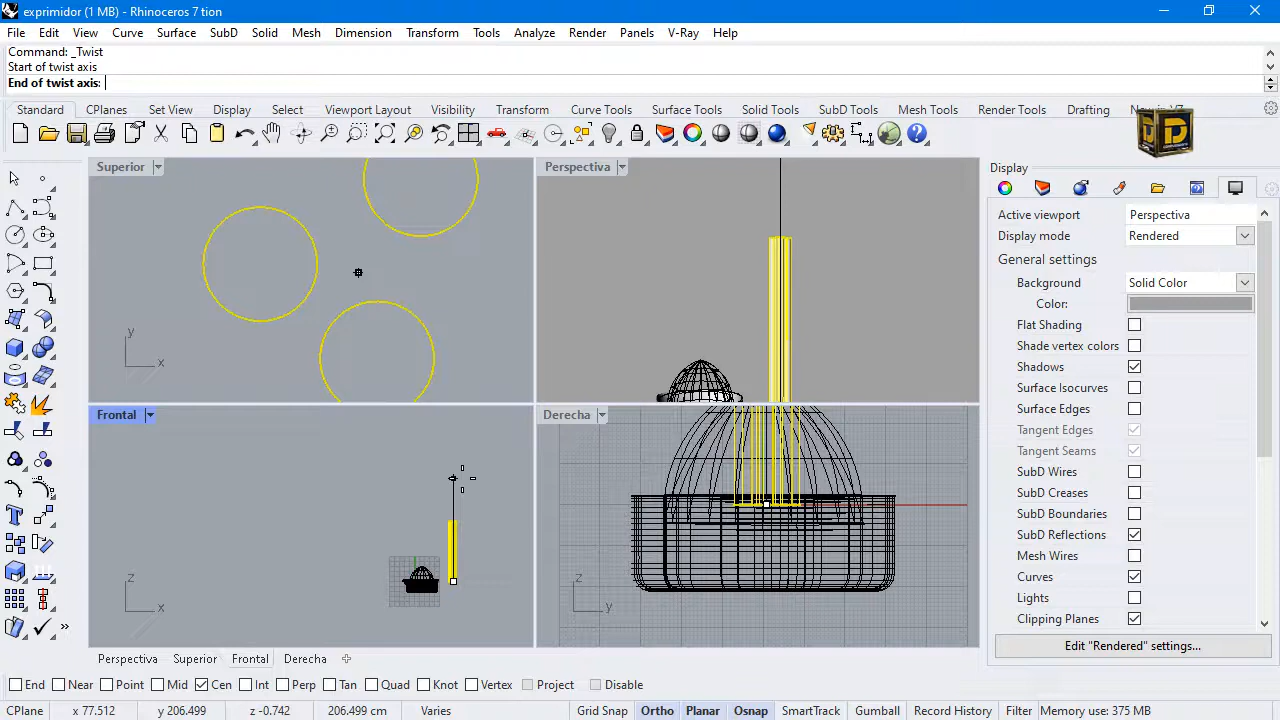 exprimidor (1 MB) - Rhinoceros 7 tion
File Edit View Curve Surface SubD Solid Mesh Dimension Transform Tools Analyze Render Panels V-Ray Help
Command: _Twist
Start of twist axis
End of twist axis:
Standard CPlanes Set View Display Select Viewport Layout Visibility Transform Curve Tools Surface Tools Solid Tools SubD Tools Mesh Tools Render Tools Drafting
Superior
Perspectiva
Display
Active viewport Perspectiva
Display mode Rendered
General settings
Background Solid Color
Color:
Flat Shading
Shade vertex colors
Shadows
Surface Isocurves
Surface Edges
Tangent Edges
Tangent Seams
SubD Wires
SubD Creases
SubD Boundaries
SubD Reflections
Mesh Wires
Curves
Lights
Clipping Planes
Edit "Rendered" settings...
y
x
Frontal
Derecha
z
x
z
y
Perspectiva Superior Frontal Derecha
End Near Point Mid Cen Int Perp Tan Quad Knot Vertex Project Disable
CPlane x 77.512 y 206.499 z -0.742 206.499 cm Varies Grid Snap Ortho Planar Osnap SmartTrack Gumball Record History Filter Memory use: 375 MB